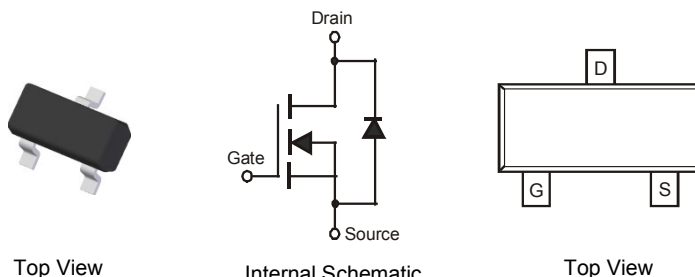 Drain
D
Gate
G
S
Source
Top View
Internal Schematic
Top View